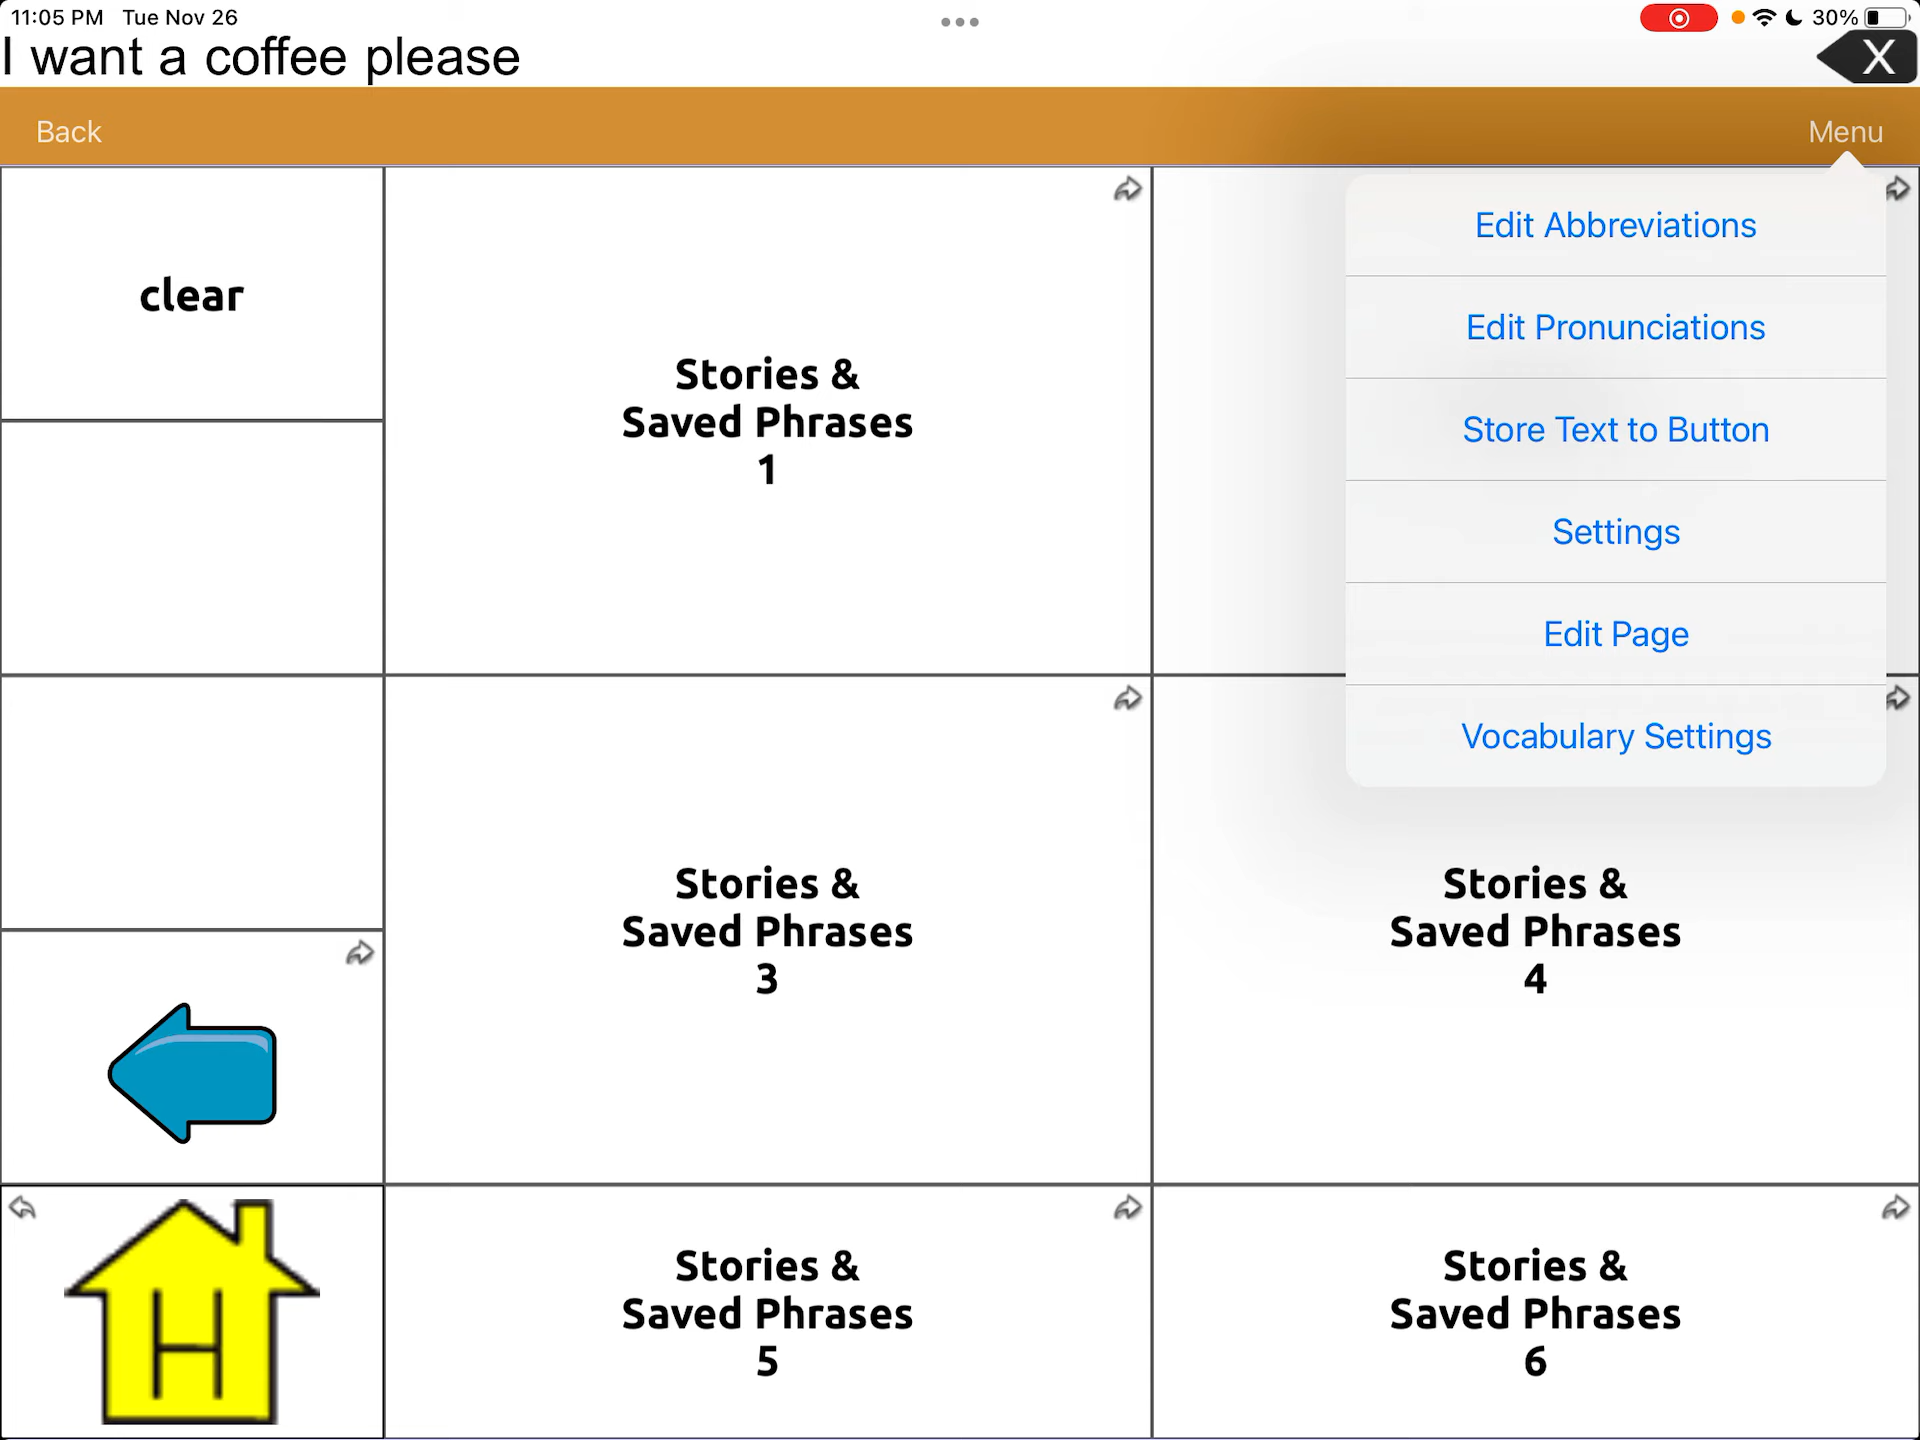 11:05 PM Tue Nov 26
30%
I want a coffee please
X
Back
Menu
Edit Abbreviations
Edit Pronunciations
Store Text to Button
Settings
Edit Page
Vocabulary Settings
clear
Stories &
Saved Phrases
1
Stories &
Saved Phrases
3
Stories &
Saved Phrases
4
H
Stories &
Saved Phrases
5
Stories &
Saved Phrases
6